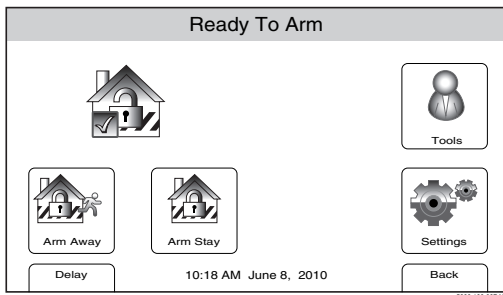 Ready To Arm
Tools
Arm Away
Arm Stay
Settings
Delay
10:18 AM June 8, 2010
Back